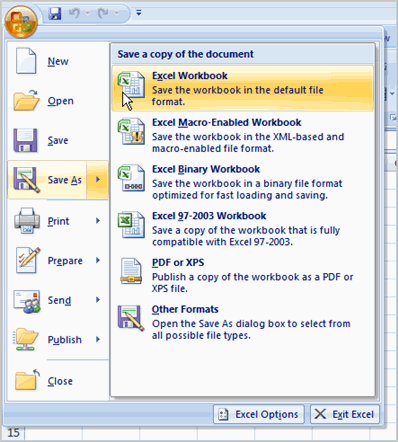 Save a copy of the document
New
Open
Save
Save As
Print
Prepare
Send
Publish
Close
Excel Workbook
Save the workbook in the default file
format.
Excel Macro-Enabled Workbook
Save the workbook in the XML-based and
macro-enabled file format.
Excel Binary Workbook
Save the workbook in a binary file format
optimized for fast loading and saving.
Excel 97-2003 Workbook
Save a copy of the workbook that is fully
compatible with Excel 97-2003.
PDF or XPS
Publish a copy of the workbook as a PDF or
XPS file.
Other Formats
Open the Save As dialog box to select from
all possible file types.
Excel Options
Exit Excel
15